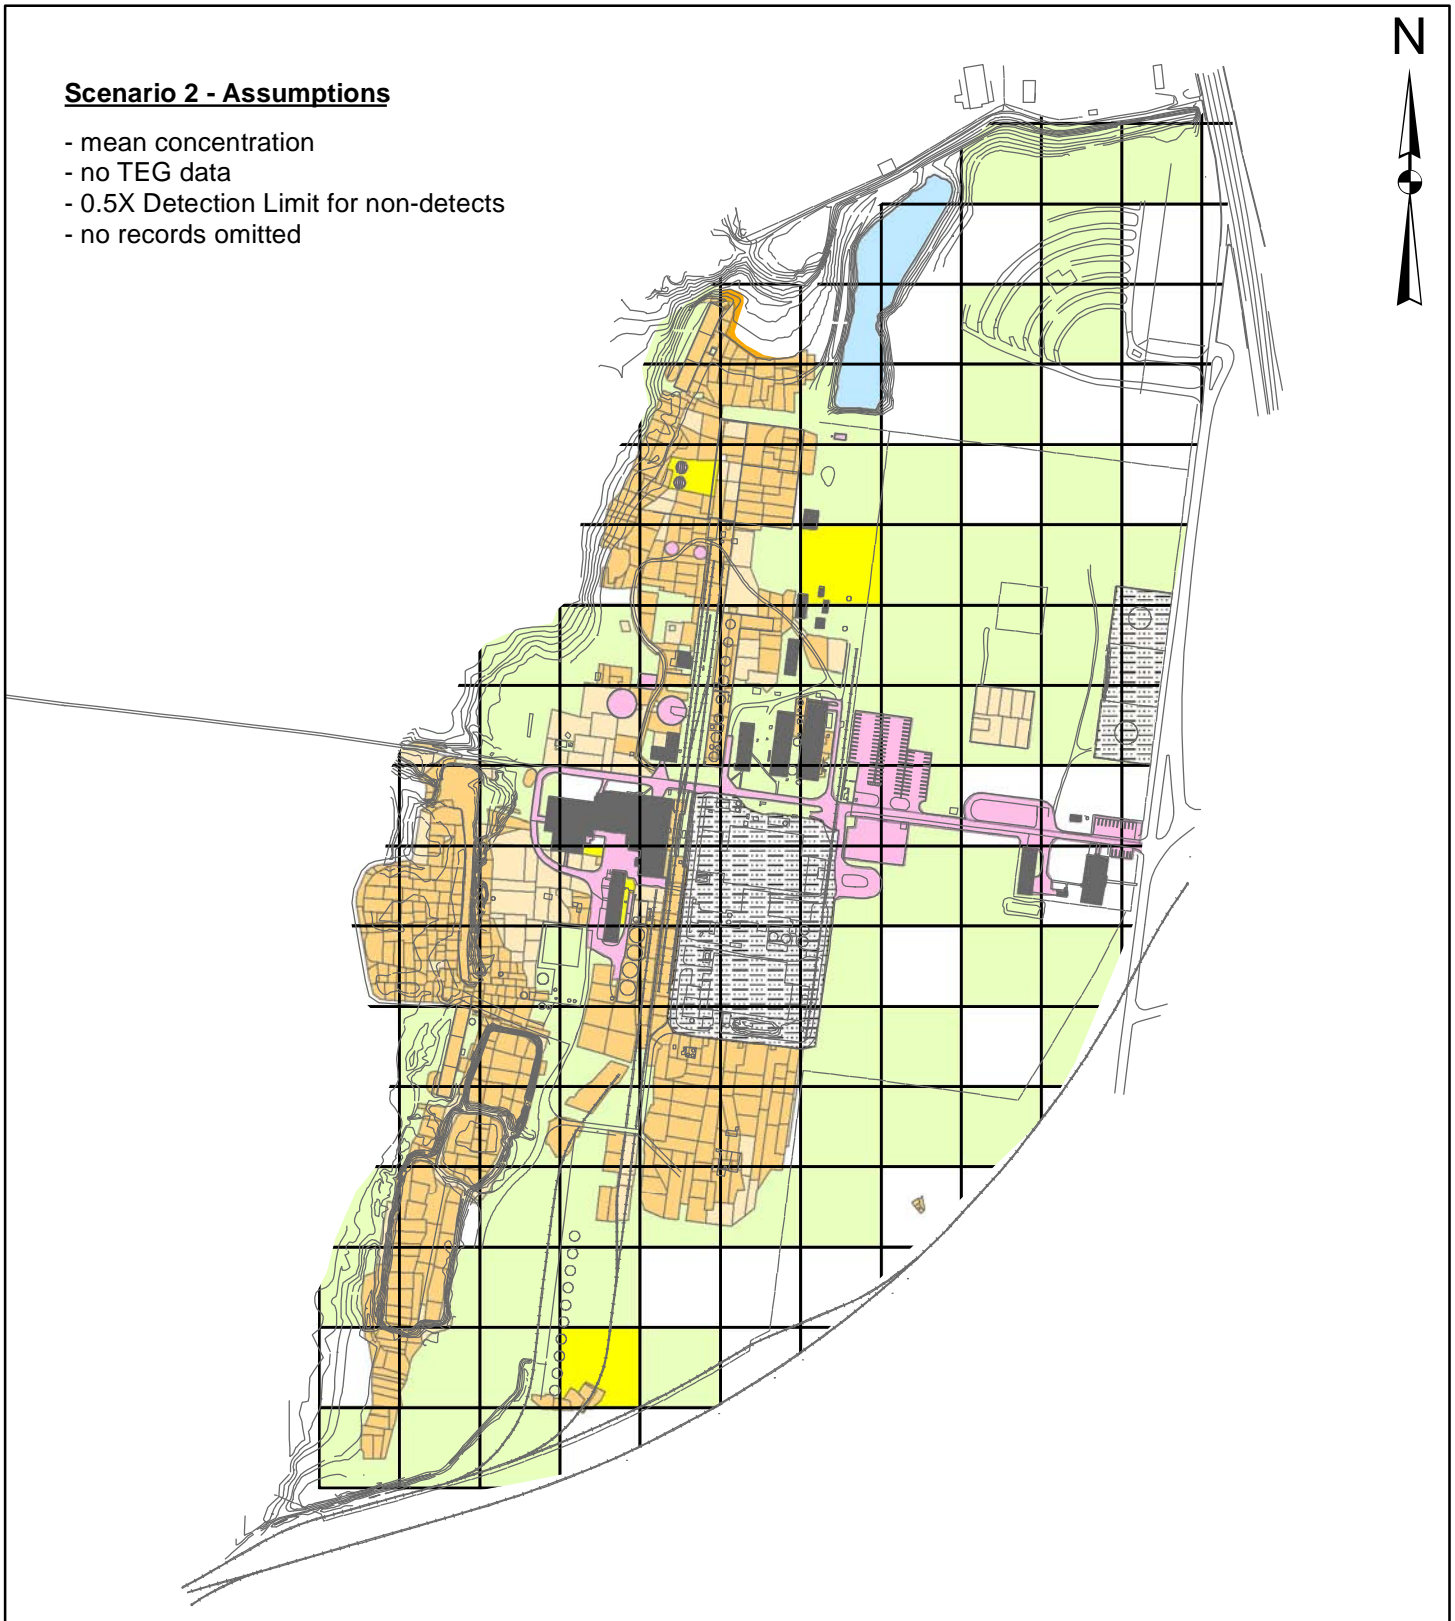 N
Scenario 2 - Assumptions
- mean concentration
- no TEG data
- 0.5X Detection Limit for non-detects
- no records omitted